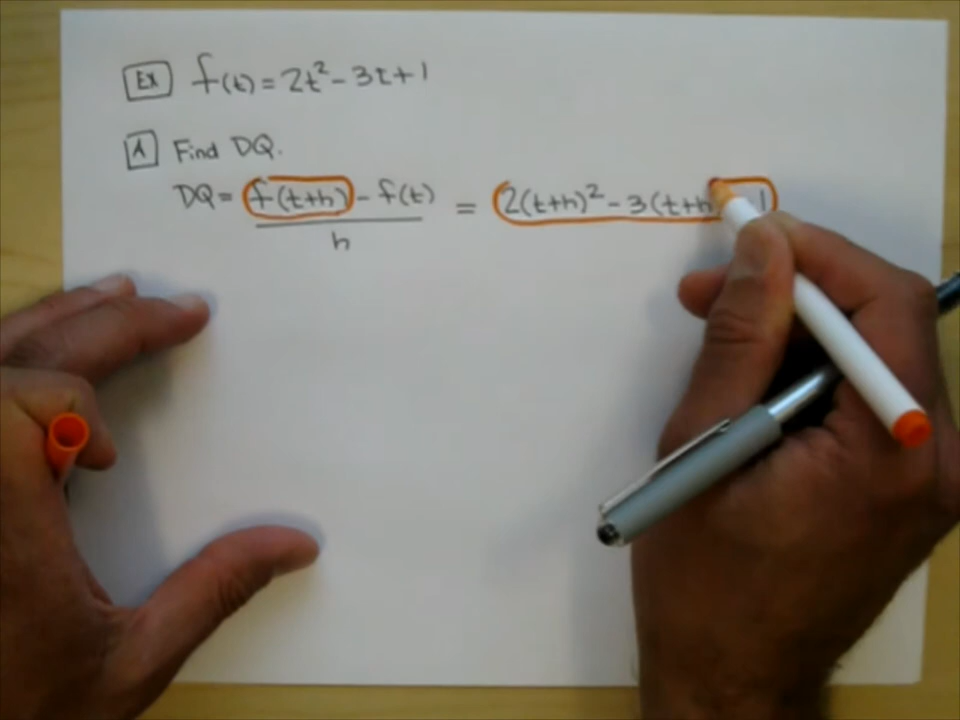 Ex f(t) = 2t² - 3t + 1
A Find DQ.
DQ = f(t+h) - f(t) / h = 2(t+h)² - 3(t+h 1